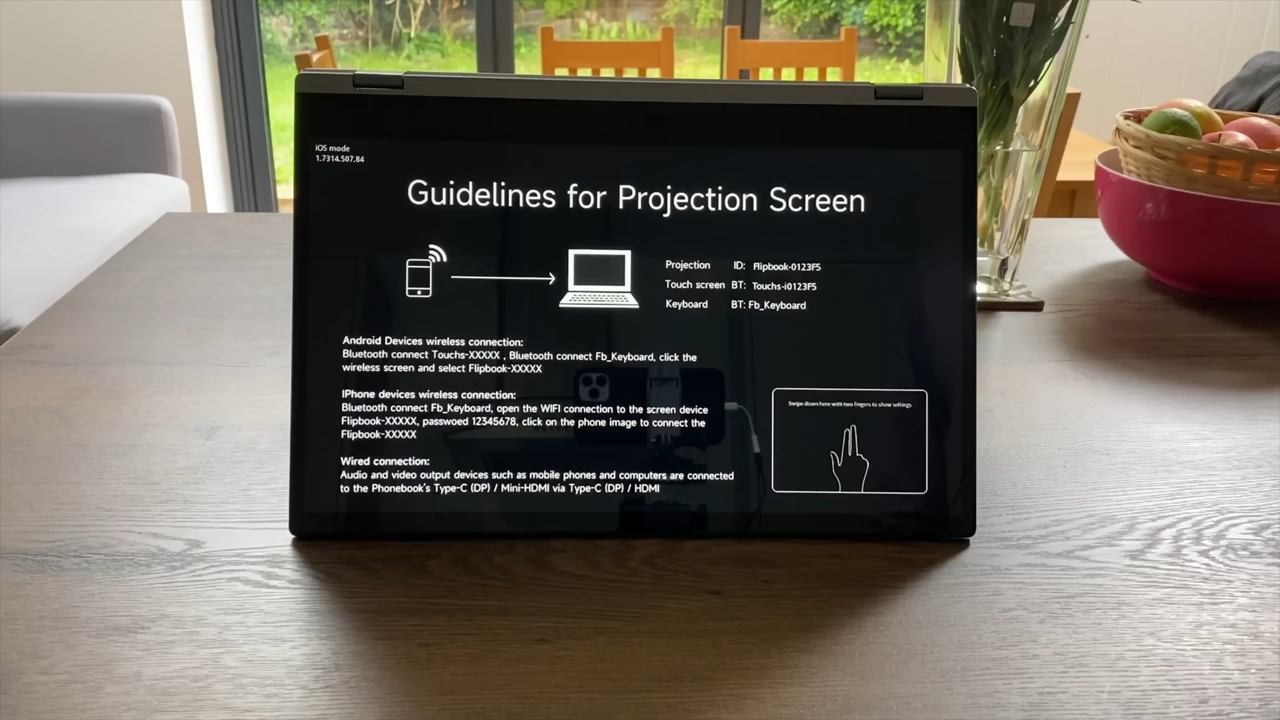 iOS mode
1.7314.507.84
Guidelines for Projection Screen
Projection ID: Flipbook-0123F5
Touch screen BT: Touchs-i0123F5
Keyboard BT: Fb_Keyboard
Android Devices wireless connection:
Bluetooth connect Touchs-XXXXX , Bluetooth connect Fb_Keyboard, click the
wireless screen and select Flipbook-XXXXX
IPhone devices wireless connection:
Bluetooth connect Fb_Keyboard, open the WIFI connection to the screen device
Flipbook-XXXXX, passwoed 12345678, click on the phone image to connect the
Flipbook-XXXXX
Swipe down here with two fingers to show settings
Wired connection:
Audio and video output devices such as mobile phones and computers are connected
to the Phonebook's Type-C (DP) / Mini-HDMI via Type-C (DP) / HDMI